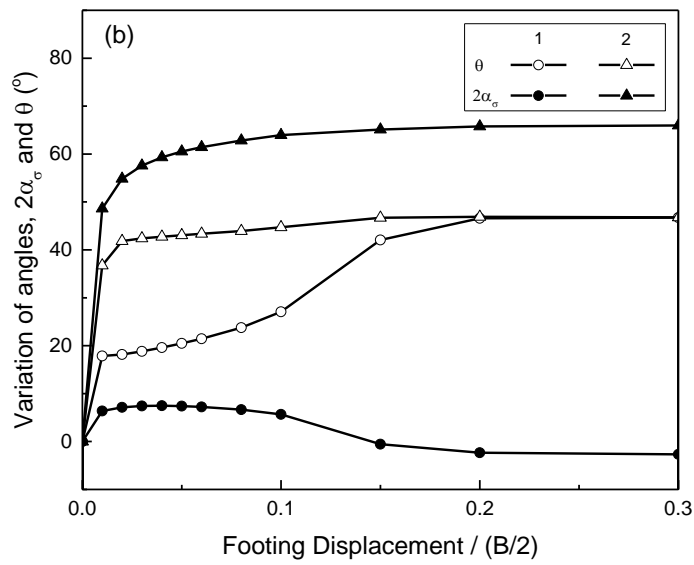 (b)
1 2
θ
2α_σ
80
60
40
20
0
Variation of angles, 2α_σ and θ (°)
0.0 0.1 0.2 0.3
Footing Displacement / (B/2)